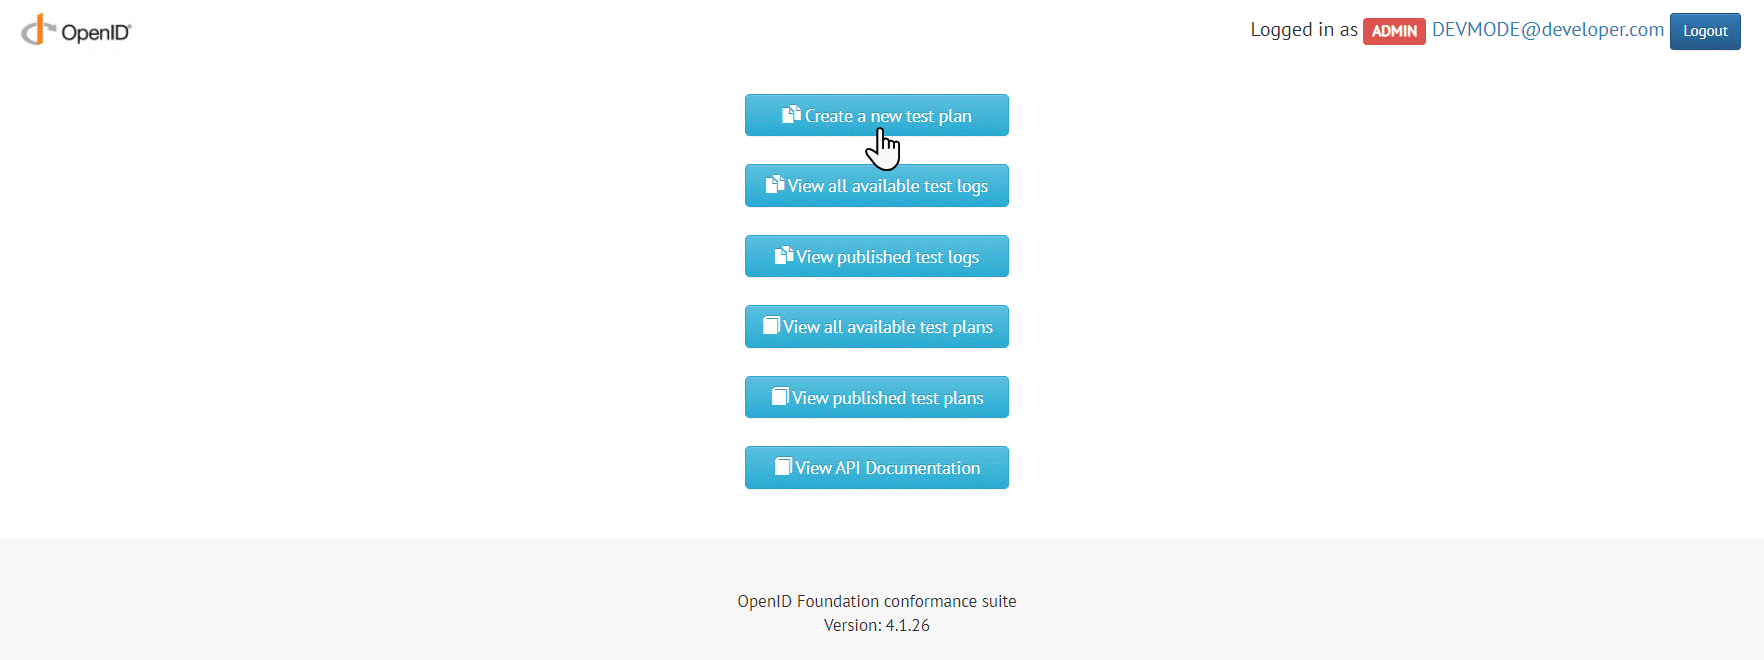 OpenID®
Logged in as ADMIN DEVMODE@developer.com Logout
Create a new test plan
View all available test logs
View published test logs
View all available test plans
View published test plans
View API Documentation
OpenID Foundation conformance suite
Version: 4.1.26